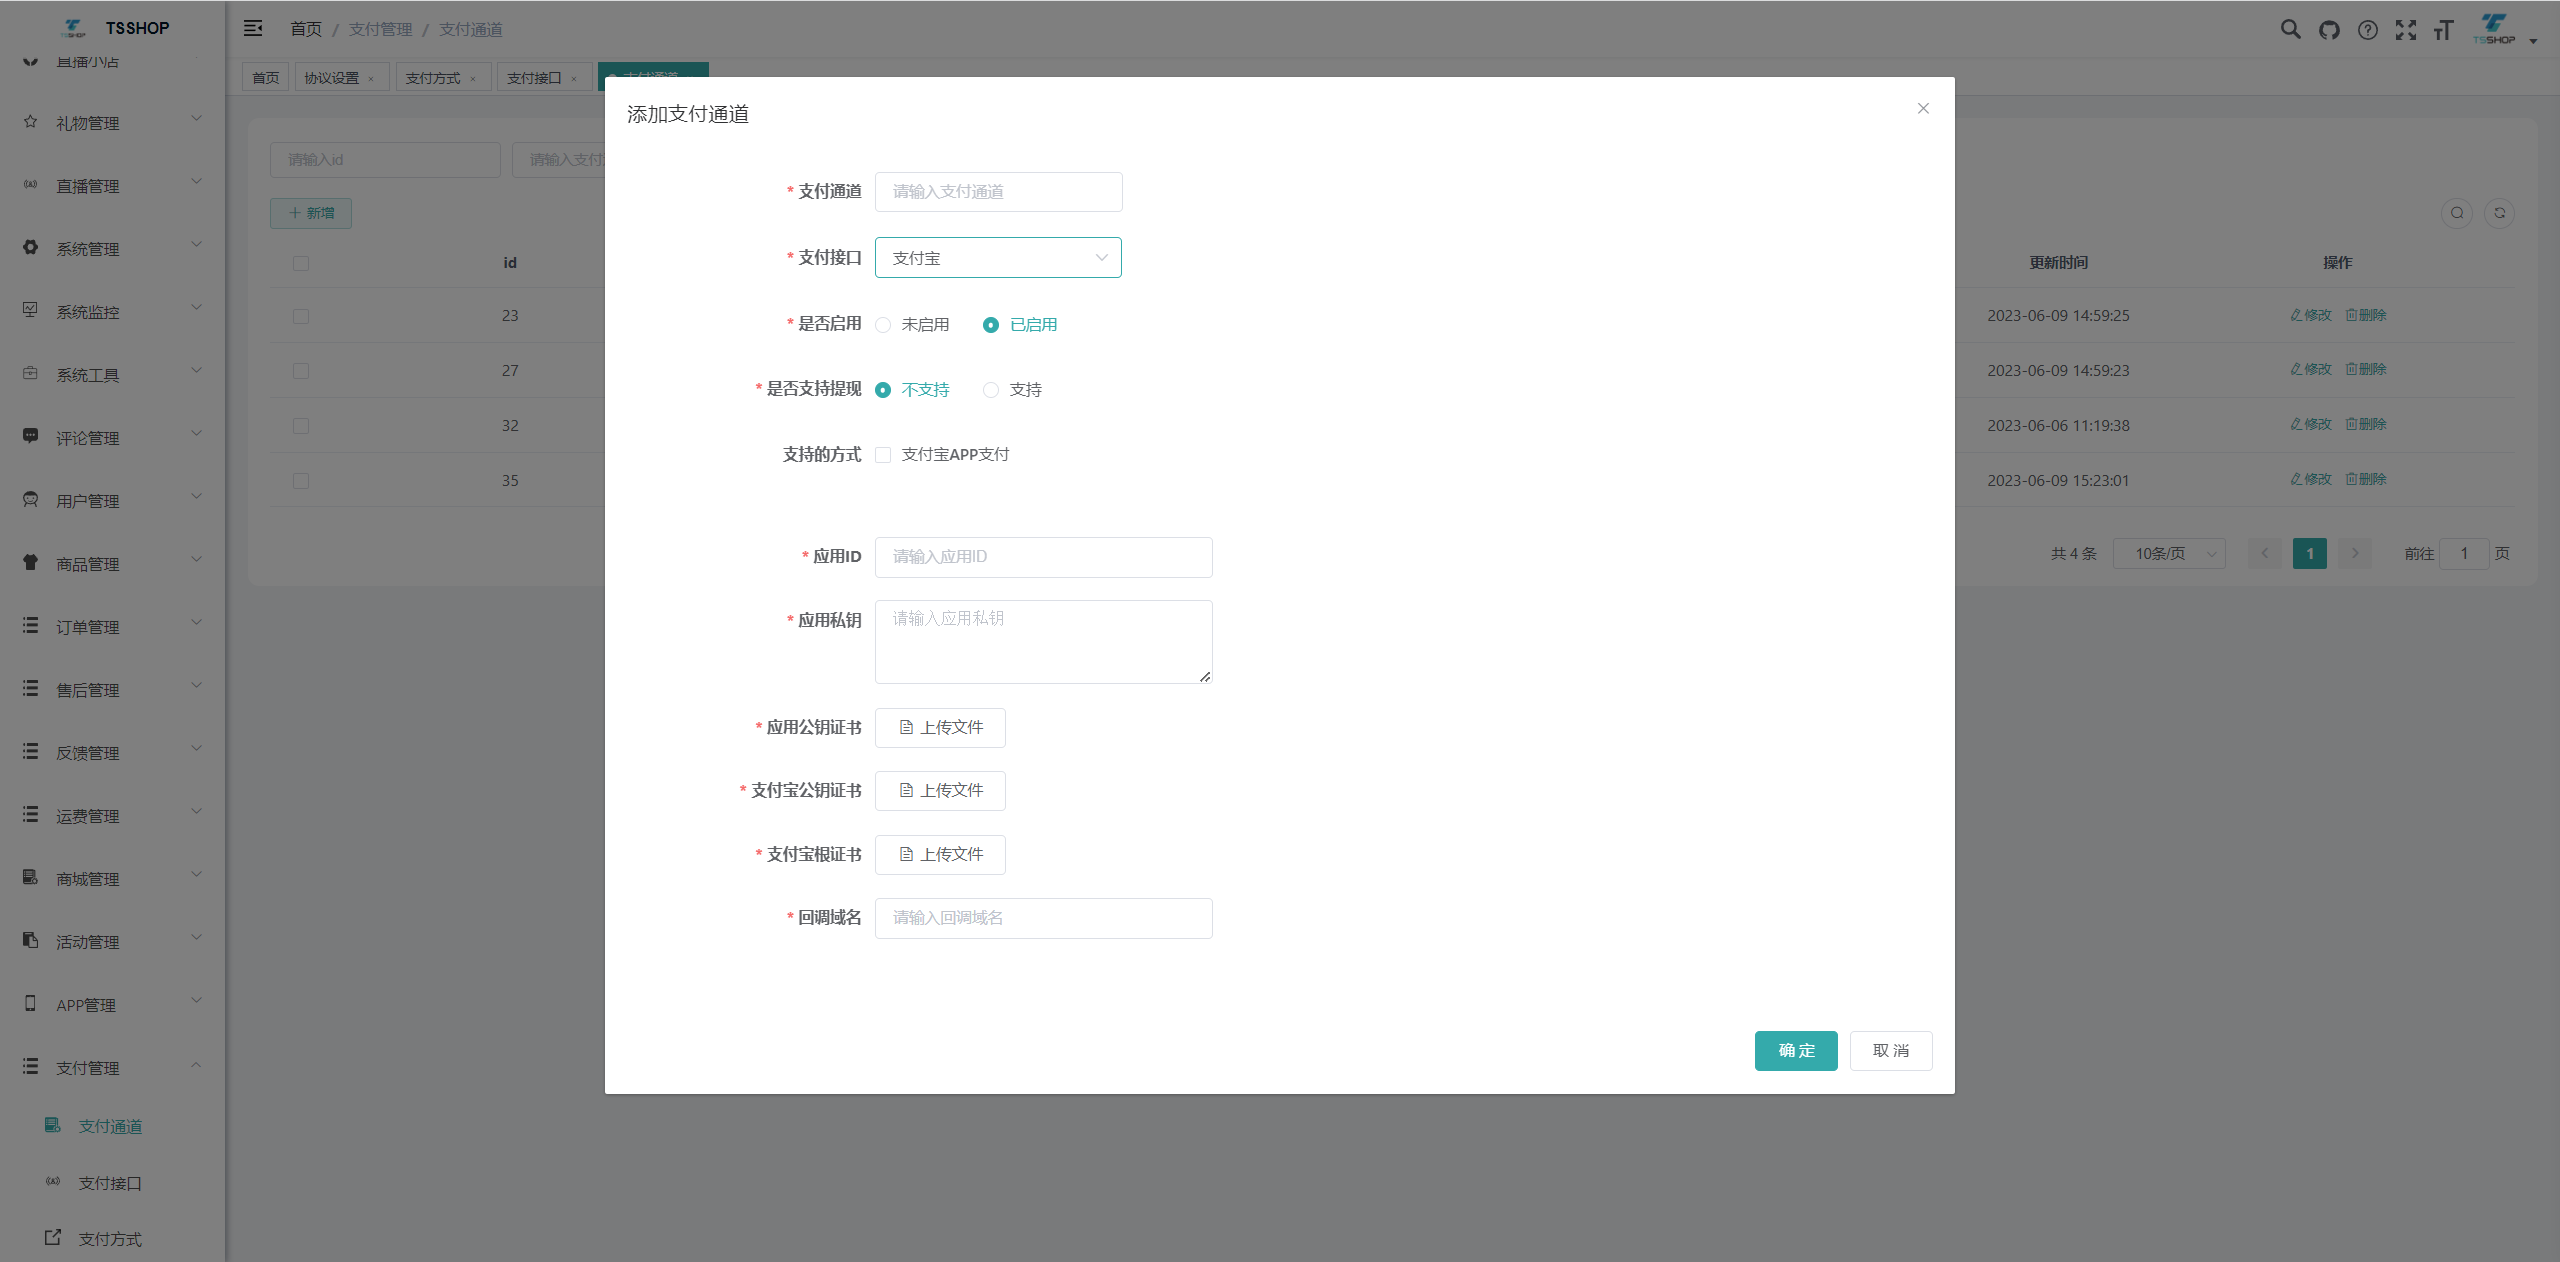 TSSHOP
首页 / 支付管理 / 支付通道
TSSHOP
直播小店
礼物管理
直播管理
系统管理
系统监控
系统工具
评论管理
用户管理
商品管理
订单管理
售后管理
反馈管理
运费管理
商城管理
活动管理
APP管理
支付管理
支付通道
支付接口
支付方式
首页 协议设置 × 支付方式 × 支付接口 × 支付通道
请输入id 请输入支付
新增
id 更新时间 操作
23 2023-06-09 14:59:25 修改 删除
27 2023-06-09 14:59:23 修改 删除
32 2023-06-06 11:19:38 修改 删除
35 2023-06-09 15:23:01 修改 删除
共 4 条 10条/页 1 前往 1 页
添加支付通道
* 支付通道 请输入支付通道
* 支付接口 支付宝
* 是否启用 未启用 已启用
* 是否支持提现 不支持 支持
支持的方式 支付宝APP支付
* 应用ID 请输入应用ID
* 应用私钥 请输入应用私钥
* 应用公钥证书 上传文件
* 支付宝公钥证书 上传文件
* 支付宝根证书 上传文件
* 回调域名 请输入回调域名
确 定 取 消